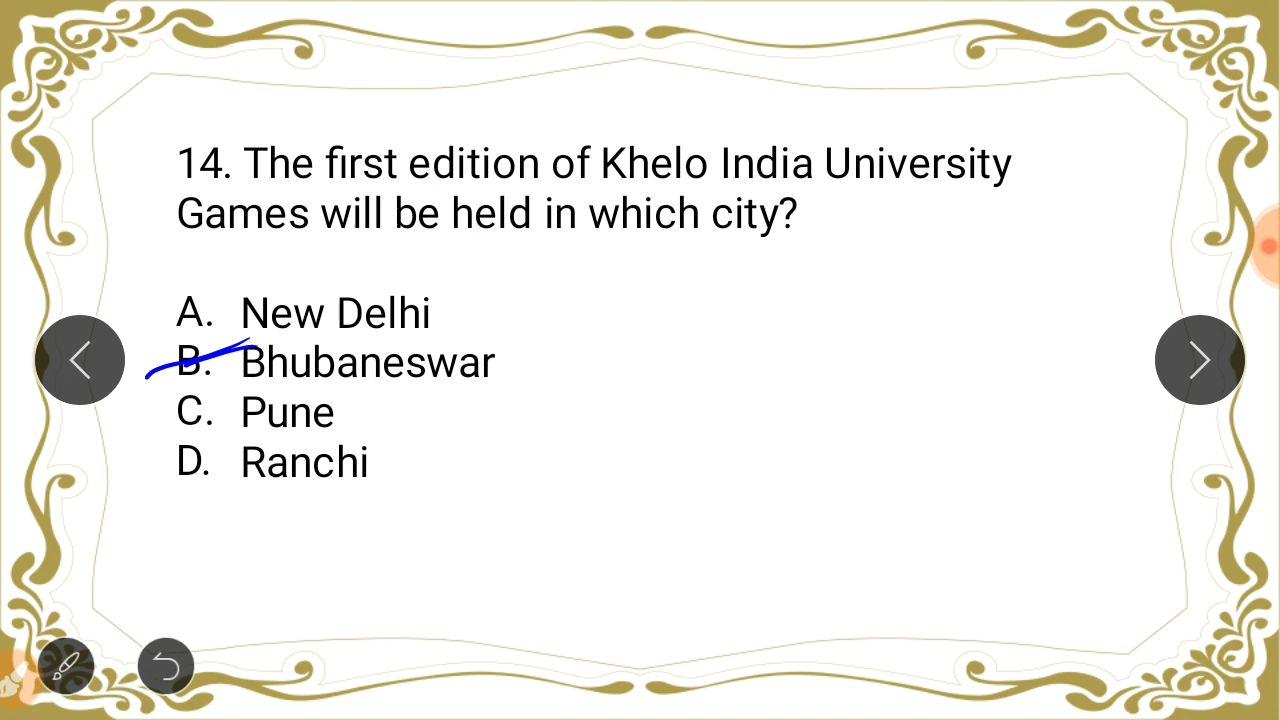 14. The first edition of Khelo India University
Games will be held in which city?
A. New Delhi
B. Bhubaneswar
C. Pune
D. Ranchi